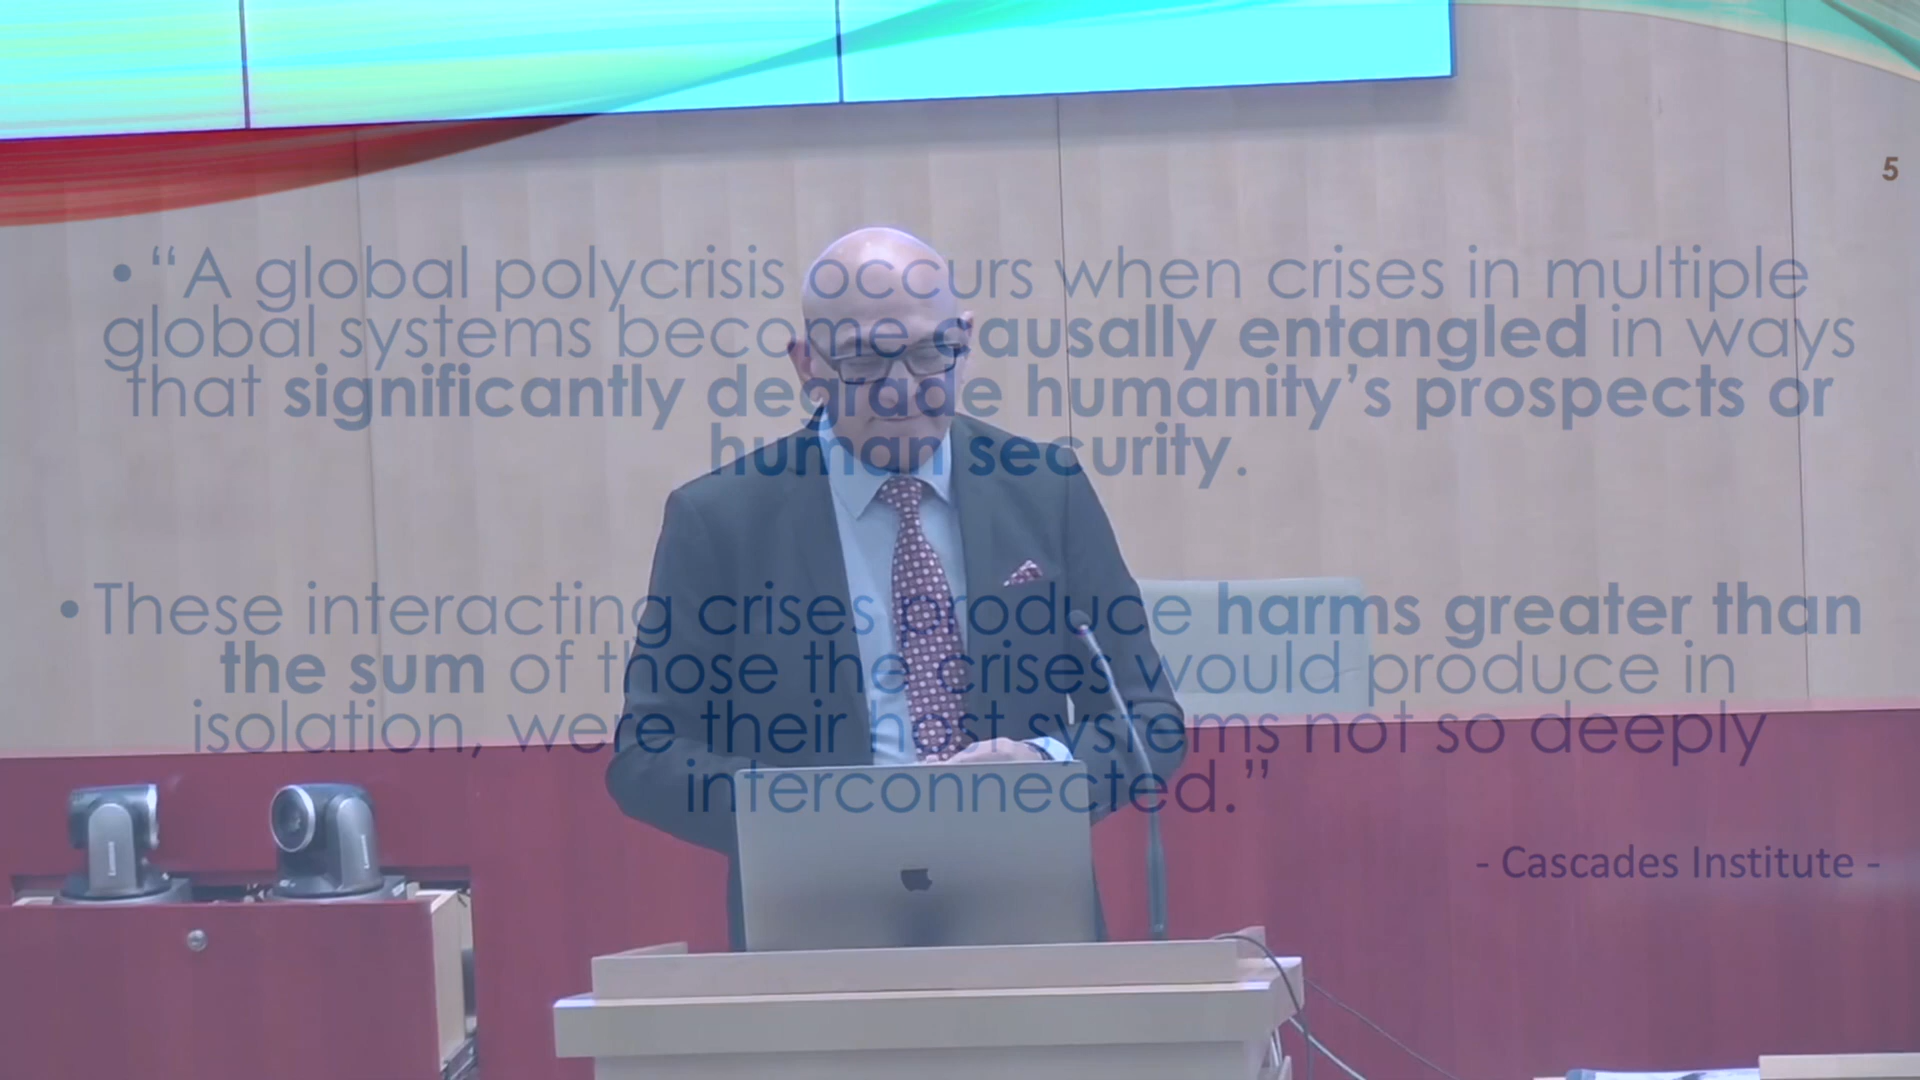 5
• “A global polycrisis occurs when crises in multiple
global systems become causally entangled in ways
that significantly degrade humanity’s prospects or
human security.
• These interacting crises produce harms greater than
the sum of those the crises would produce in
isolation, were their host systems not so deeply
interconnected.”
- Cascades Institute -